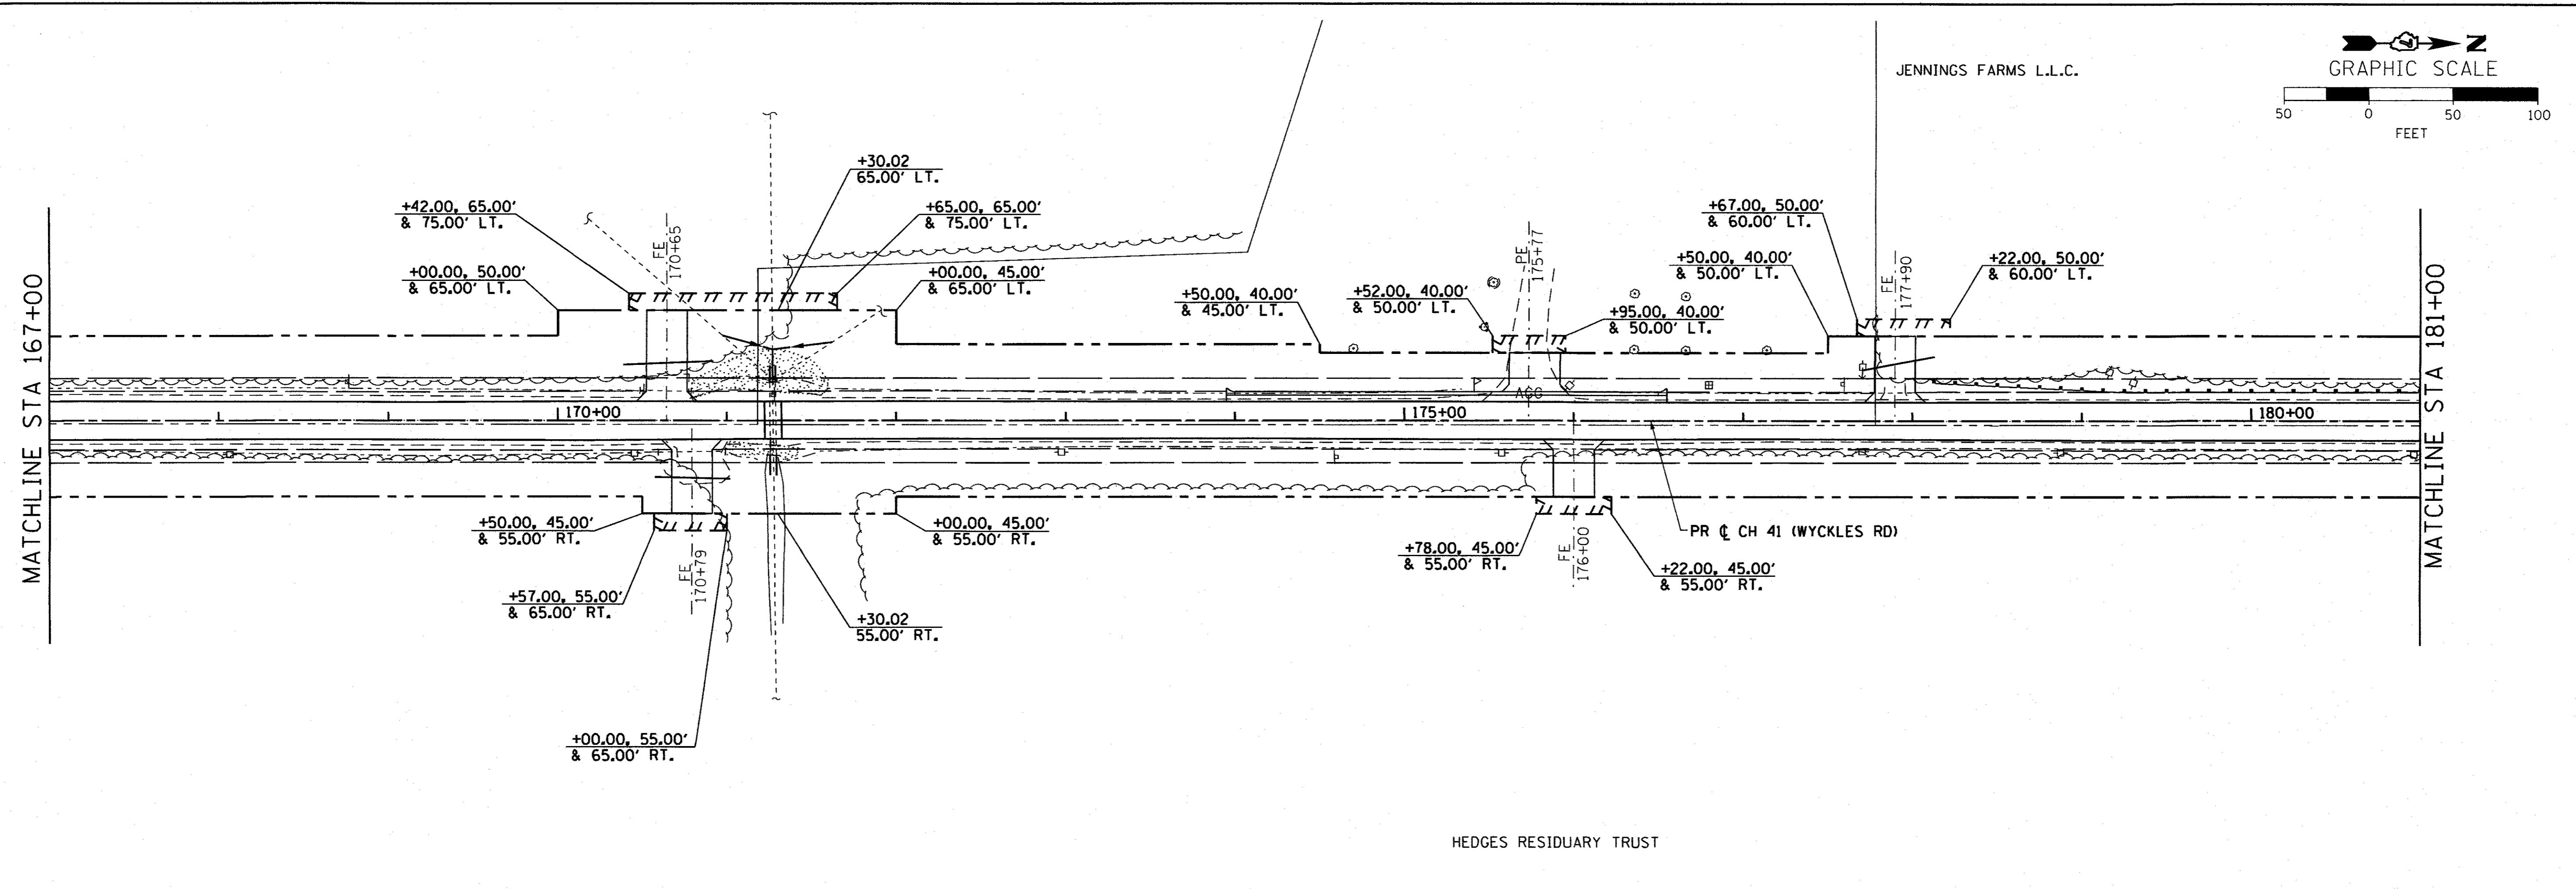 JENNINGS FARMS L.L.C.
N
GRAPHIC SCALE
50 0 50 100
FEET
MATCHLINE STA 167+00
+42.00, 65.00'
& 75.00' LT.
+00.00, 50.00'
& 65.00' LT.
FE
170+65
+30.02
65.00' LT.
+65.00, 65.00'
& 75.00' LT.
+00.00, 45.00'
& 65.00' LT.
+50.00, 40.00'
& 45.00' LT.
+52.00, 40.00'
& 50.00' LT.
PE
175+77
+95.00, 40.00'
& 50.00' LT.
+67.00, 50.00'
& 60.00' LT.
+50.00, 40.00'
& 50.00' LT.
FE
177+90
+22.00, 50.00'
& 60.00' LT.
MATCHLINE STA 181+00
AGG
170+00
175+00
180+00
+50.00, 45.00'
& 55.00' RT.
+57.00, 55.00'
& 65.00' RT.
FE
170+79
+00.00, 55.00'
& 65.00' RT.
+00.00, 45.00'
& 55.00' RT.
+30.02
55.00' RT.
+78.00, 45.00'
& 55.00' RT.
FE
176+00
+22.00, 45.00'
& 55.00' RT.
PR ℄ CH 41 (WYCKLES RD)
HEDGES RESIDUARY TRUST